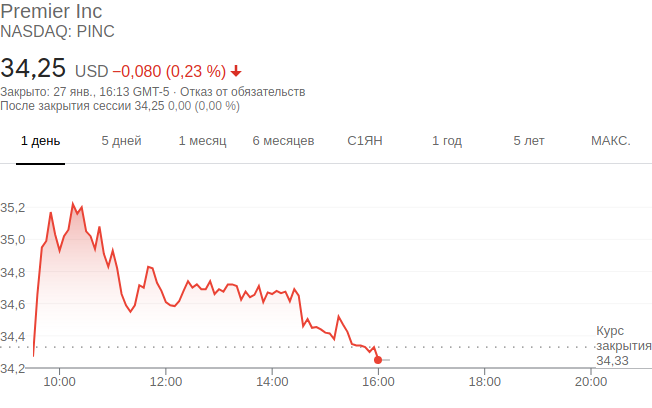 Premier Inc
NASDAQ: PINC
34,25 USD −0,080 (0,23 %)
Закрыто: 27 янв., 16:13 GMT-5 · Отказ от обязательств
После закрытия сессии 34,25 0,00 (0,00 %)
1 день 5 дней 1 месяц 6 месяцев С1ЯН 1 год 5 лет МАКС.
35,2
35,0
34,8
34,6
34,4
34,2
Курс
закрытия
34,33
10:00 12:00 14:00 16:00 18:00 20:00